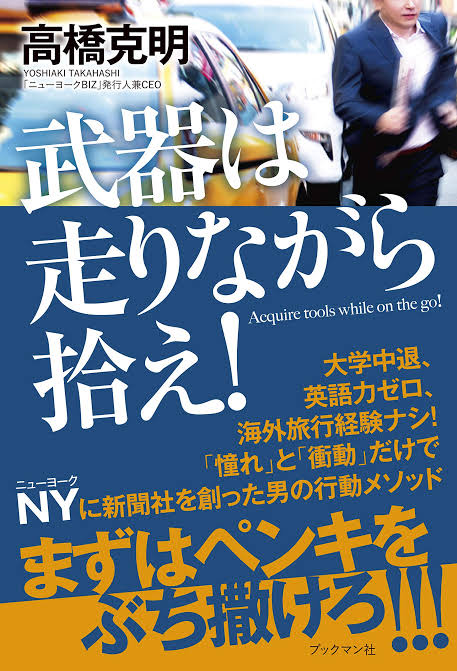 高橋克明
YOSHIAKI TAKAHASHI
「ニューヨークBIZ」発行人兼CEO
武器は
走りながら
拾え!
Acquire tools while on the go!
大学中退、
英語力ゼロ、
海外旅行経験ナシ!
「憧れ」と「衝動」だけで
ニューヨーク
NYに新聞社を創った男の行動メソッド
まずはペンキを
ぶち撒けろ!!!
ブックマン社